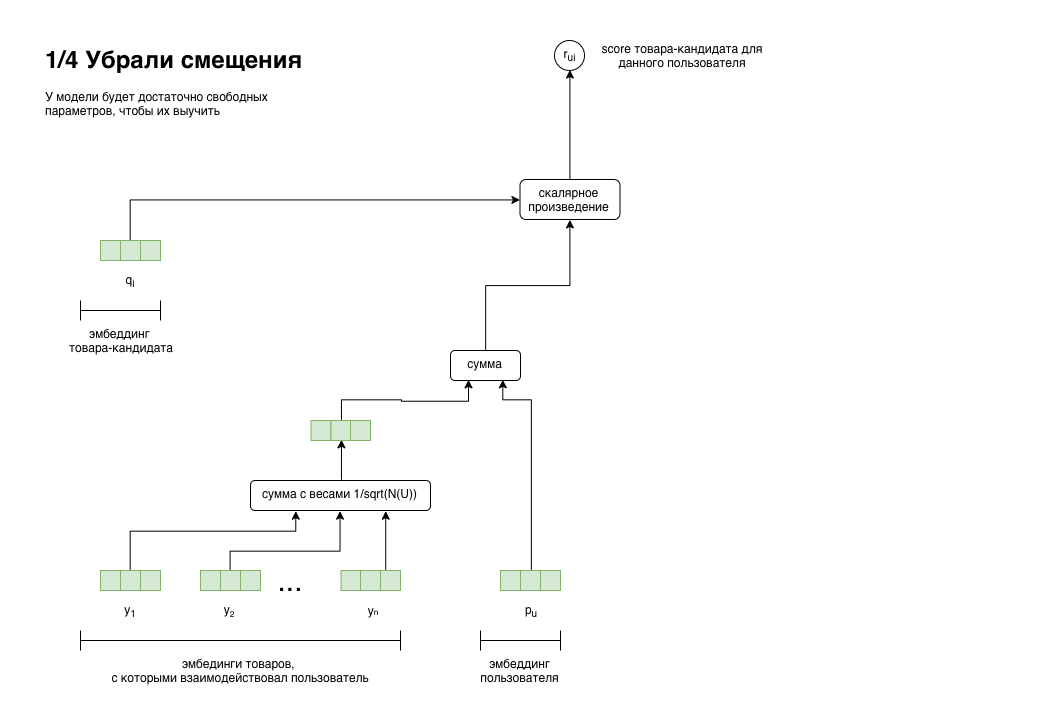 1/4 Убрали смещения
У модели будет достаточно свободных
параметров, чтобы их выучить
r_ui
score товара-кандидата для
данного пользователя
скалярное
произведение
q_i
эмбеддинг
товара-кандидата
сумма
сумма с весами 1/sqrt(N(U))
...
y_1
y_2
y_n
p_u
эмбединги товаров,
с которыми взаимодействовал пользователь
эмбеддинг
пользователя